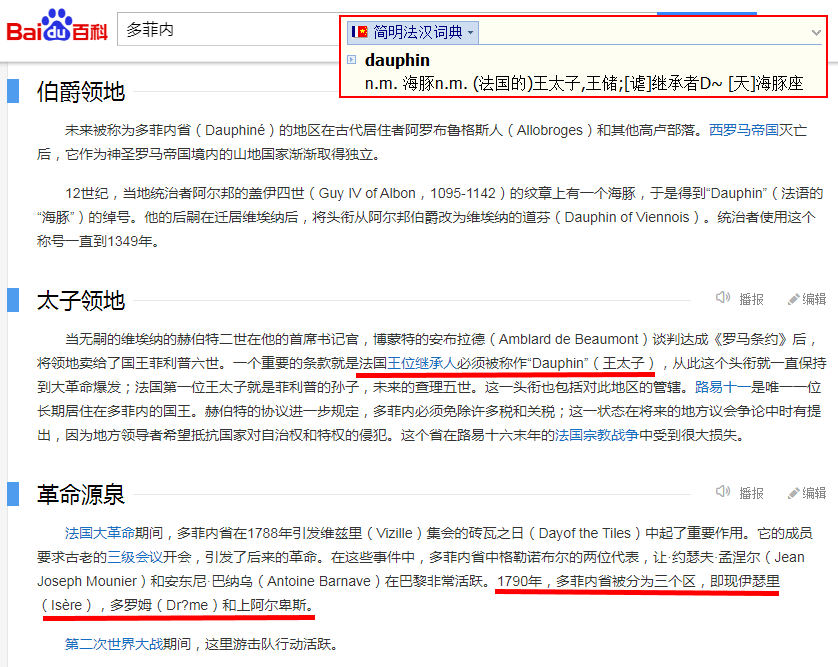 Baidu百科
多菲内
简明法汉词典
dauphin
n.m. 海豚n.m. (法国的)王太子,王储;[谑]继承者D~ [天]海豚座
伯爵领地
未来被称为多菲内省（Dauphiné）的地区在古代居住者阿罗布鲁格斯人（Allobroges）和其他高卢部落。西罗马帝国灭亡
后，它作为神圣罗马帝国境内的山地国家渐渐取得独立。
12世纪，当地统治者阿尔邦的盖伊四世（Guy IV of Albon，1095-1142）的纹章上有一个海豚，于是得到“Dauphin”（法语的
“海豚”）的绰号。他的后嗣在迁居维埃纳后，将头衔从阿尔邦伯爵改为维埃纳的道芬（Dauphin of Viennois）。统治者使用这个
称号一直到1349年。
太子领地
播报
编辑
当无嗣的维埃纳的赫伯特二世在他的首席书记官，博蒙特的安布拉德（Amblard de Beaumont）谈判达成《罗马条约》后，
将领地卖给了国王菲利普六世。一个重要的条款就是法国王位继承人必须被称作“Dauphin”（王太子），从此这个头衔就一直保持
到大革命爆发；法国第一位王太子就是菲利普的孙子，未来的查理五世。这一头衔也包括对此地区的管辖。路易十一是唯一一位
长期居住在多菲内的国王。赫伯特的协议进一步规定，多菲内必须免除许多税和关税；这一状态在将来的地方议会争论中时有提
出，因为地方领导者希望抵抗国家对自治权和特权的侵犯。这个省在路易十六末年的法国宗教战争中受到很大损失。
革命源泉
播报
编辑
法国大革命期间，多菲内省在1788年引发维兹里（Vizille）集会的砖瓦之日（Dayof the Tiles）中起了重要作用。它的成员
要求古老的三级会议开会，引发了后来的革命。在这些事件中，多菲内省中格勒诺布尔的两位代表，让·约瑟夫·孟涅尔（Jean
Joseph Mounier）和安东尼·巴纳乌（Antoine Barnave）在巴黎非常活跃。1790年，多菲内省被分为三个区，即现伊瑟里
（Isère），多罗姆（Dr?me）和上阿尔卑斯。
第二次世界大战期间，这里游击队行动活跃。